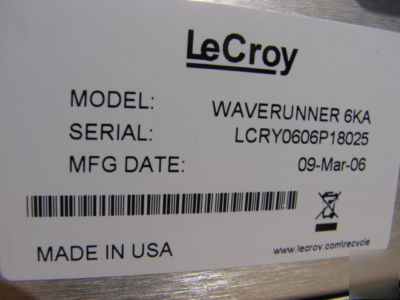 LeCroy
MODEL: WAVERUNNER 6KA
SERIAL: LCRY0606P18025
MFG DATE: 09-Mar-06
MADE IN USA www.lecroy.com/recycle